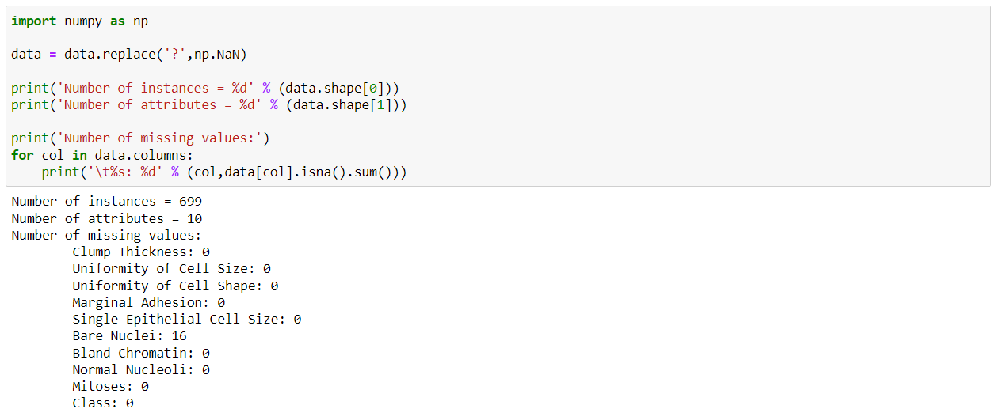 import numpy as np
data = data.replace('?',np.NaN)
print('Number of instances = %d' % (data.shape[0]))
print('Number of attributes = %d' % (data.shape[1]))
print('Number of missing values:')
for col in data.columns:
    print('\t%s: %d' % (col,data[col].isna().sum()))
Number of instances = 699
Number of attributes = 10
Number of missing values:
        Clump Thickness: 0
        Uniformity of Cell Size: 0
        Uniformity of Cell Shape: 0
        Marginal Adhesion: 0
        Single Epithelial Cell Size: 0
        Bare Nuclei: 16
        Bland Chromatin: 0
        Normal Nucleoli: 0
        Mitoses: 0
        Class: 0